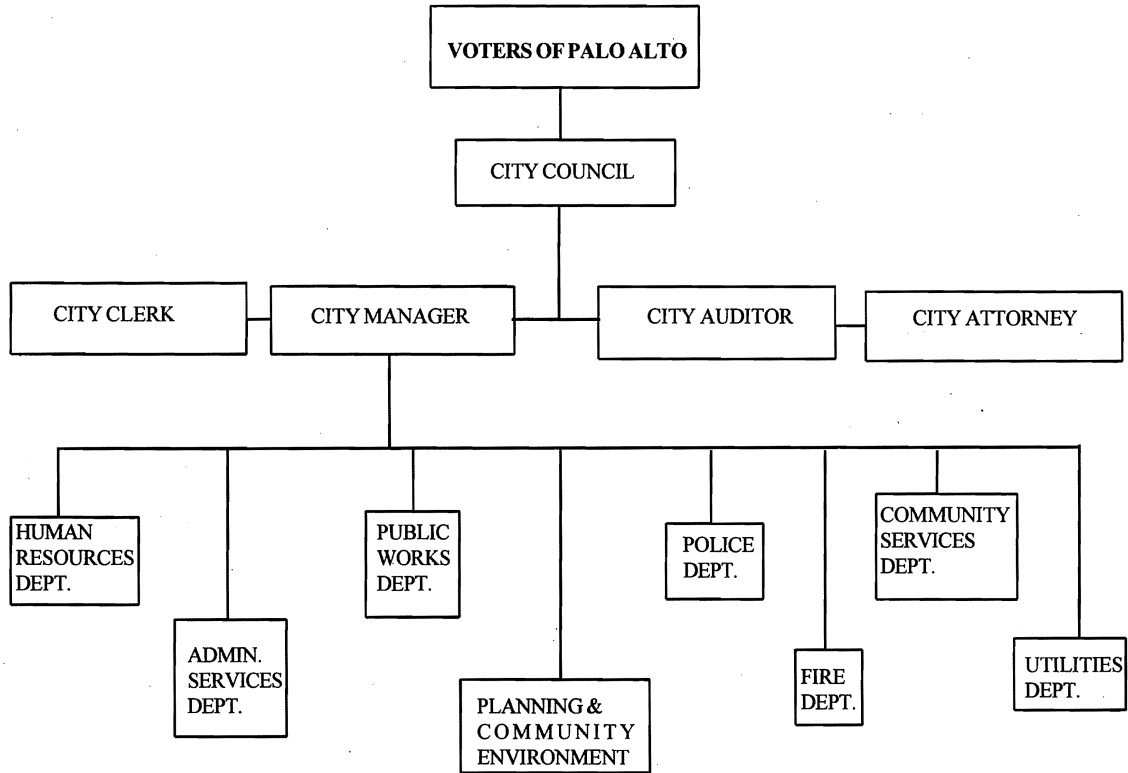 VOTERS OF PALO ALTO
CITY COUNCIL
CITY CLERK
CITY MANAGER
CITY AUDITOR
CITY ATTORNEY
HUMAN
RESOURCES
DEPT.
ADMIN.
SERVICES
DEPT.
PUBLIC
WORKS
DEPT.
PLANNING &
COMMUNITY
ENVIRONMENT
POLICE
DEPT.
FIRE
DEPT.
COMMUNITY
SERVICES
DEPT.
UTILITIES
DEPT.